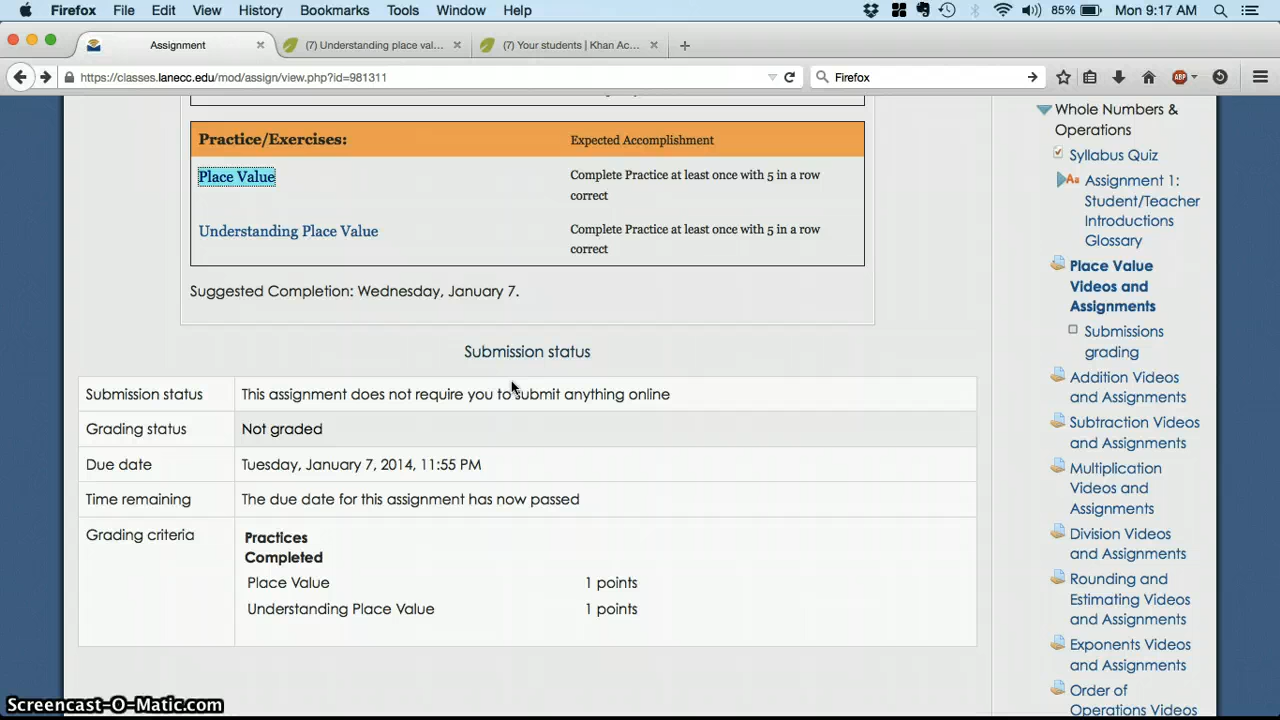 Firefox File Edit View History Bookmarks Tools Window Help 85% Mon 9:17 AM
Assignment (7) Understanding place val... (7) Your students | Khan Ac...
https://classes.lanecc.edu/mod/assign/view.php?id=981311 Firefox ABP
Practice/Exercises: Expected Accomplishment
Place Value Complete Practice at least once with 5 in a row
correct
Understanding Place Value Complete Practice at least once with 5 in a row
correct
Suggested Completion: Wednesday, January 7.
Submission status
Submission status This assignment does not require you to submit anything online
Grading status Not graded
Due date Tuesday, January 7, 2014, 11:55 PM
Time remaining The due date for this assignment has now passed
Grading criteria Practices
Completed
Place Value 1 points
Understanding Place Value 1 points
Whole Numbers &
Operations
Syllabus Quiz
Aa Assignment 1:
Student/Teacher
Introductions
Glossary
Place Value
Videos and
Assignments
Submissions
grading
Addition Videos
and Assignments
Subtraction Videos
and Assignments
Multiplication
Videos and
Assignments
Division Videos
and Assignments
Rounding and
Estimating Videos
and Assignments
Exponents Videos
and Assignments
Order of
Operations Videos
Screencast-O-Matic.com